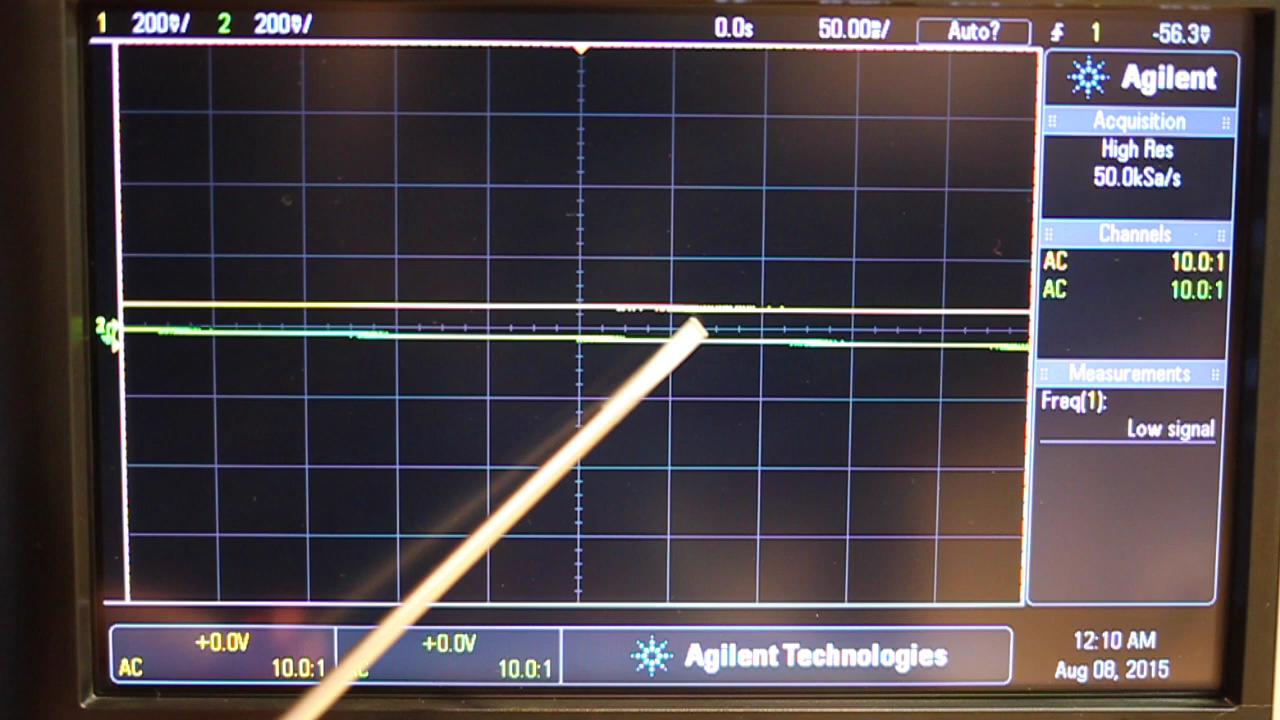 1 200mV/ 2 200mV/ 0.0s 50.00ms/ Auto? 1 -56.3mV
Agilent
Acquisition
High Res
50.0kSa/s
Channels
AC 10.0:1
AC 10.0:1
Measurements
Freq(1):
Low signal
+0.0V
AC 10.0:1
+0.0V
AC 10.0:1
Agilent Technologies
12:10 AM
Aug 08, 2015